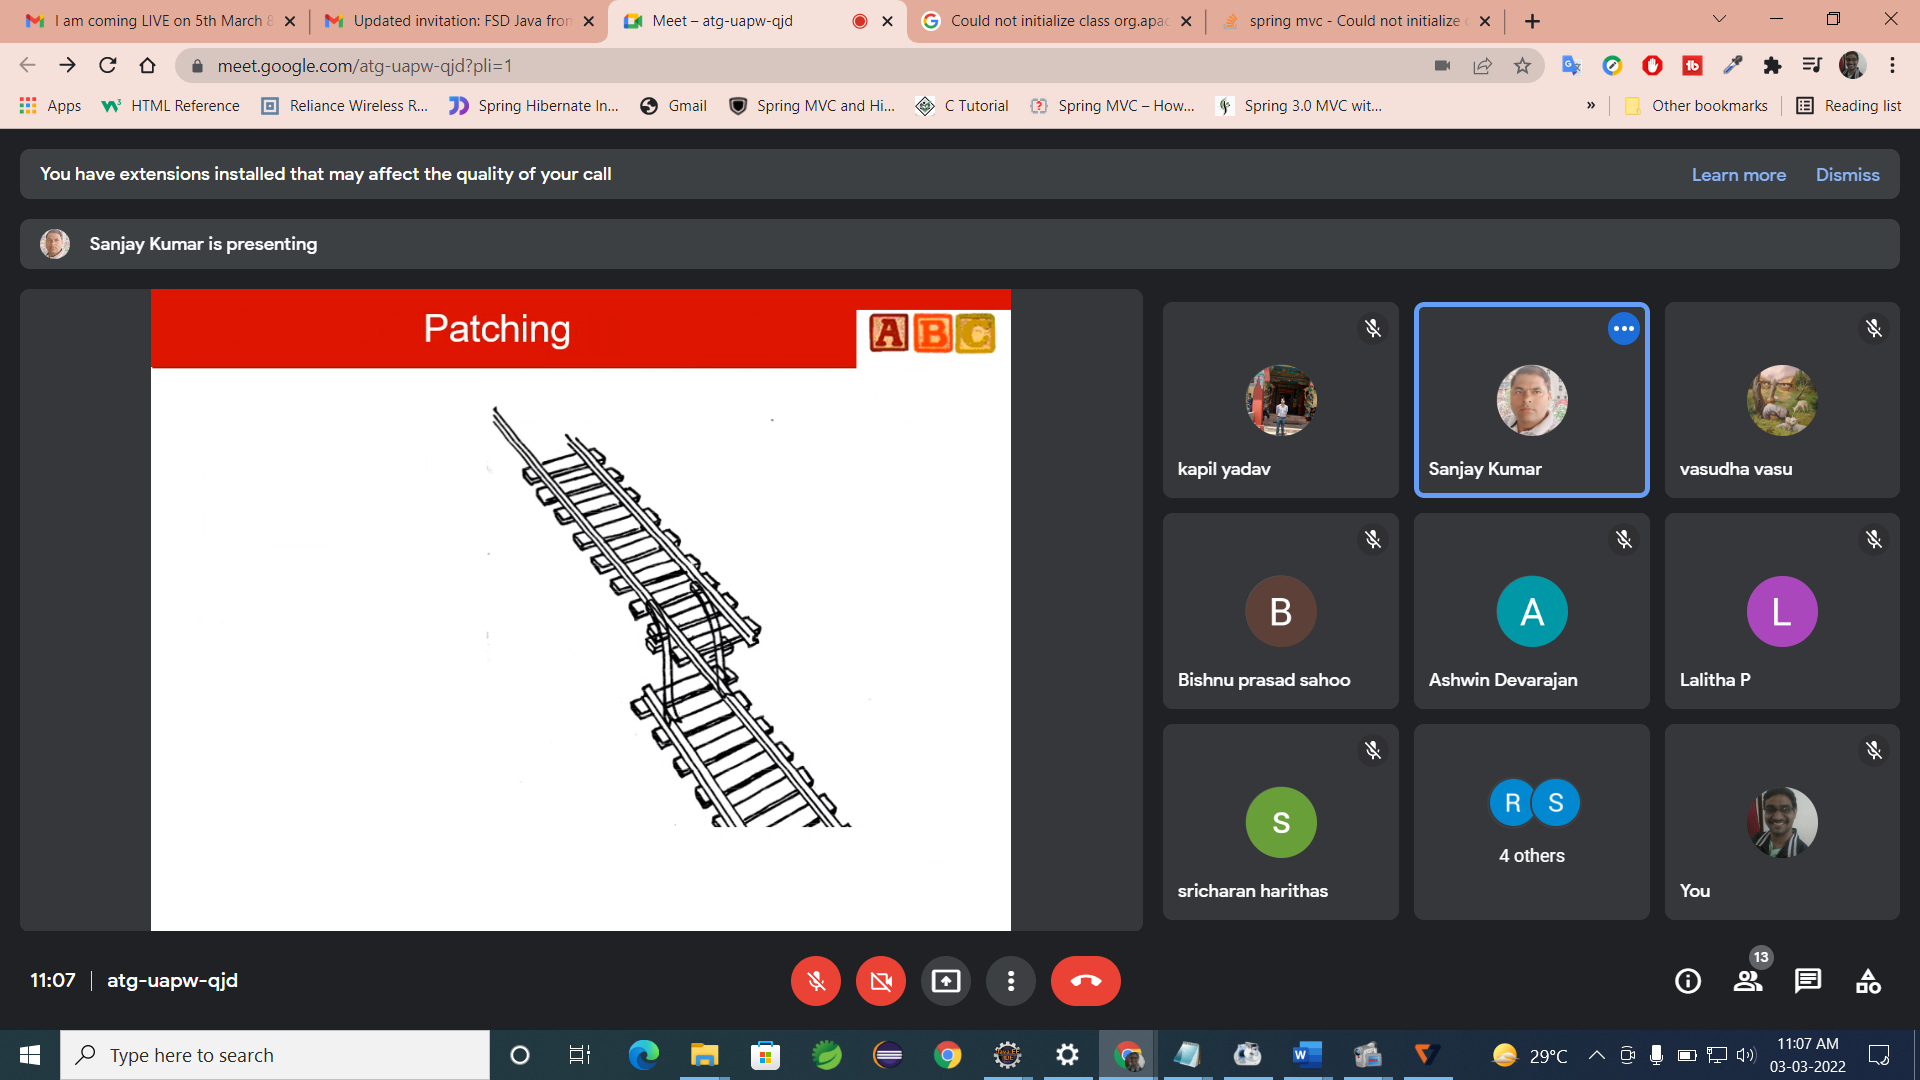 I am coming LIVE on 5th March 8
Updated invitation: FSD Java fron
Meet – atg-uapw-qjd
Could not initialize class org.apac
spring mvc - Could not initialize c
meet.google.com/atg-uapw-qjd?pli=1
Apps
HTML Reference
Reliance Wireless R...
Spring Hibernate In...
Gmail
Spring MVC and Hi...
C Tutorial
Spring MVC – How...
Spring 3.0 MVC wit...
»
Other bookmarks
Reading list
You have extensions installed that may affect the quality of your call
Learn more
Dismiss
Sanjay Kumar is presenting
Patching
ABC
kapil yadav
Sanjay Kumar
vasudha vasu
B
Bishnu prasad sahoo
A
Ashwin Devarajan
L
Lalitha P
S
sricharan harithas
R S
4 others
You
11:07
atg-uapw-qjd
13
Type here to search
29°C
11:07 AM
03-03-2022